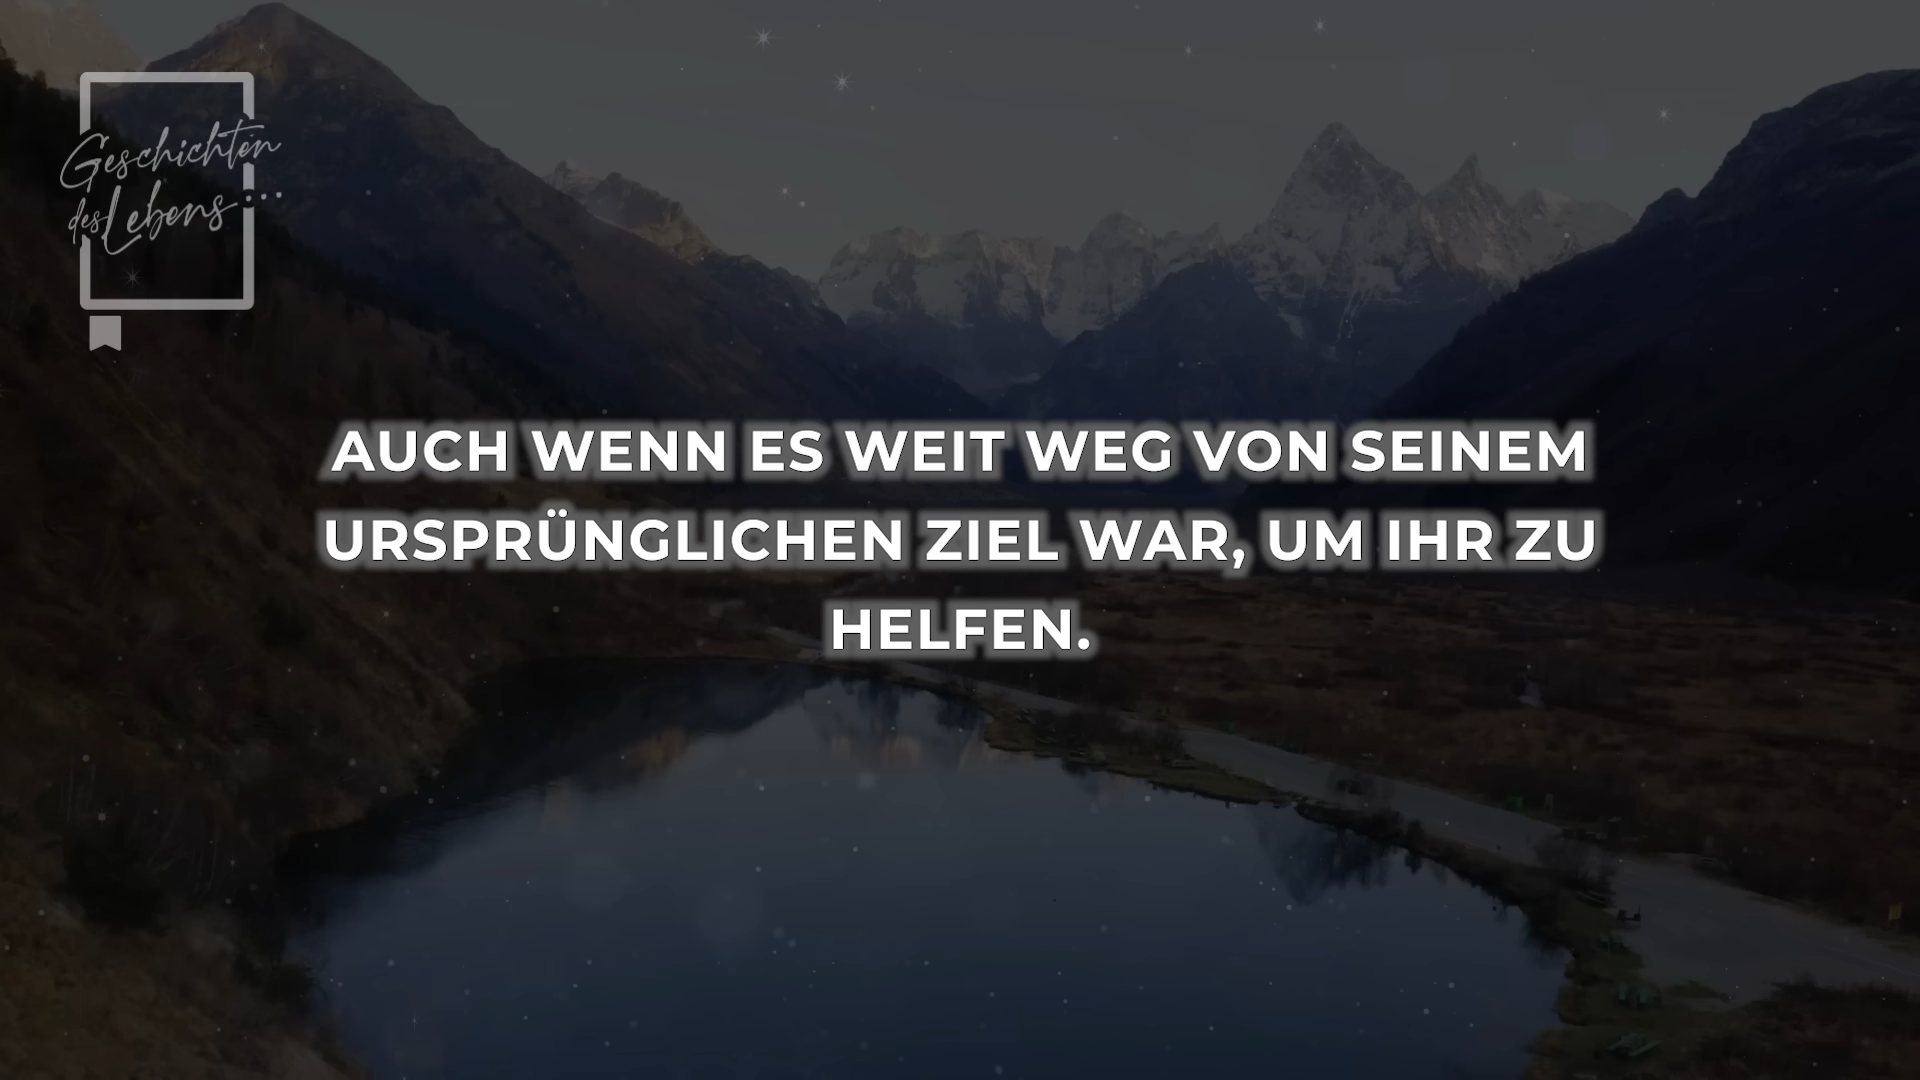 Geschichten
des Lebens...
AUCH WENN ES WEIT WEG VON SEINEM
URSPRÜNGLICHEN ZIEL WAR, UM IHR ZU
HELFEN.